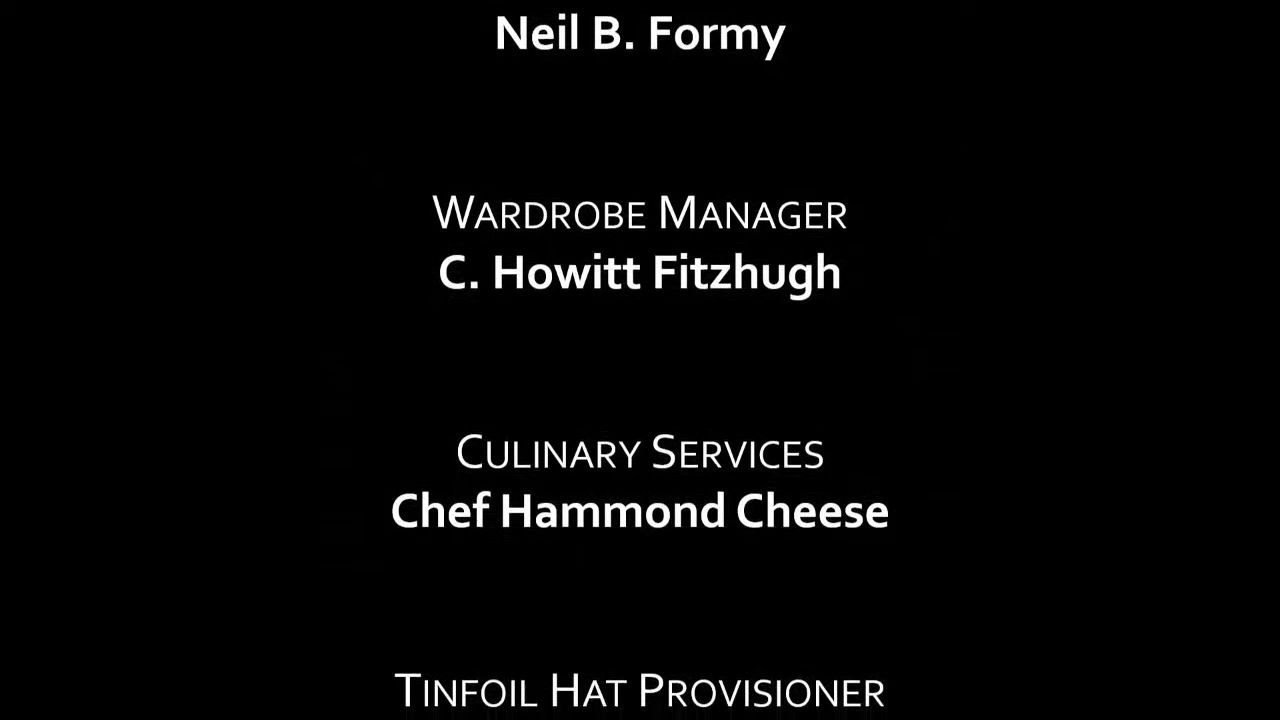 Neil B. Formy
Wardrobe Manager
C. Howitt Fitzhugh
Culinary Services
Chef Hammond Cheese
Tinfoil Hat Provisioner